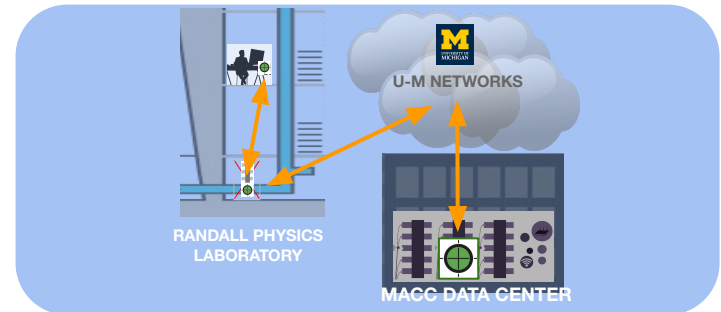 M
UNIVERSITY OF
MICHIGAN
U-M NETWORKS
RANDALL PHYSICS
LABORATORY
MACC DATA CENTER